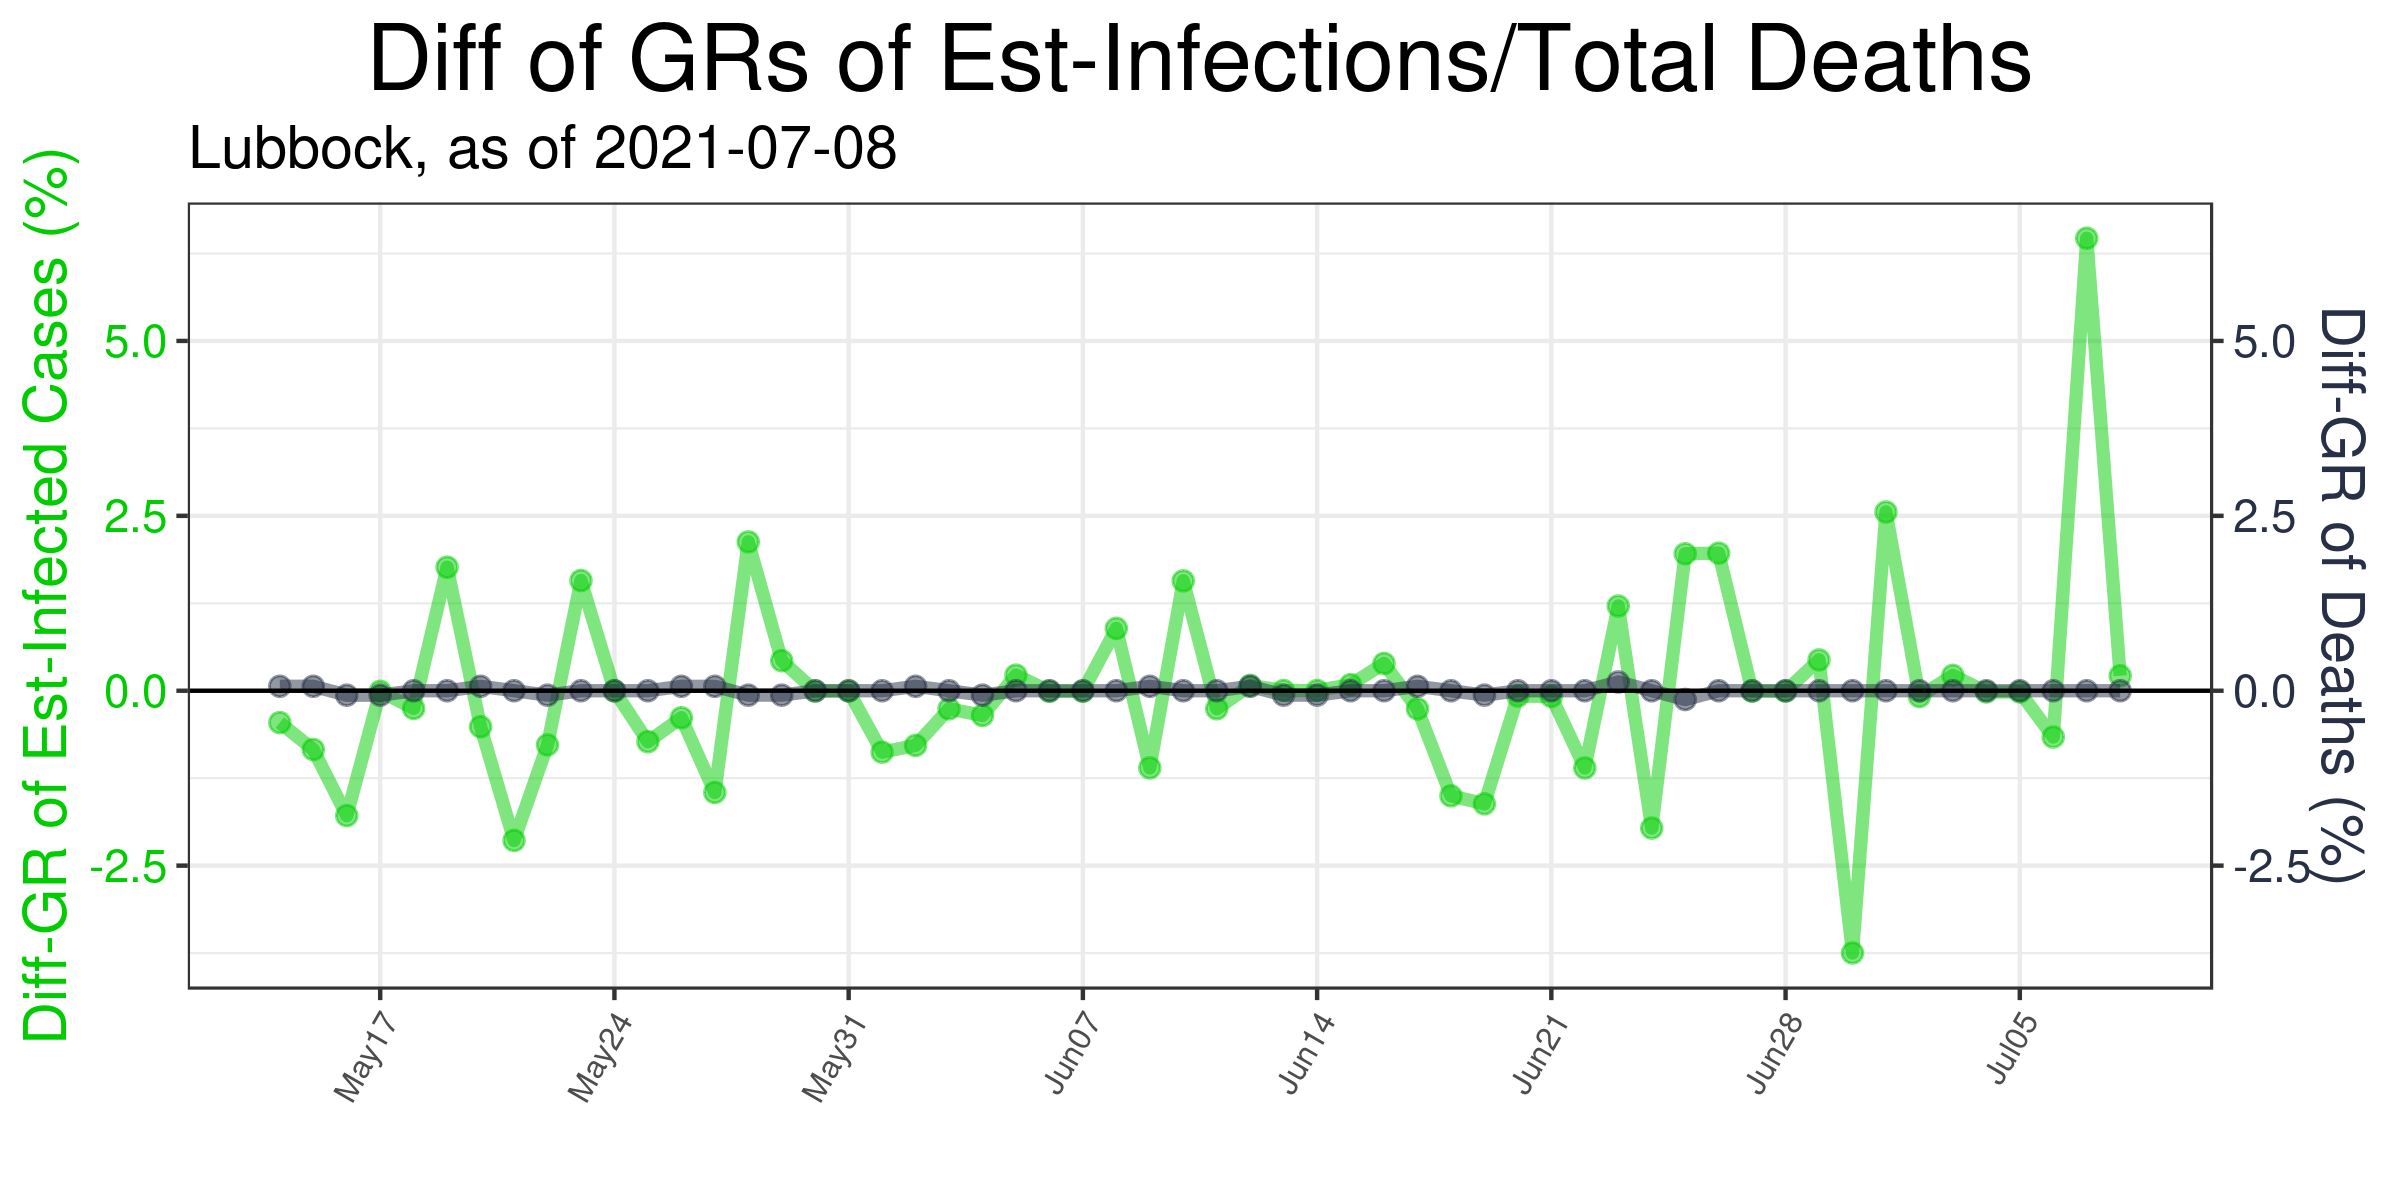 Diff of GRs of Est-Infections/Total Deaths
Lubbock, as of 2021-07-08
Diff-GR of Est-Infected Cases (%)
5.0
2.5
0.0
-2.5
5.0
2.5
0.0
-2.5
Diff-GR of Deaths (%)
May17
May24
May31
Jun07
Jun14
Jun21
Jun28
Jul05